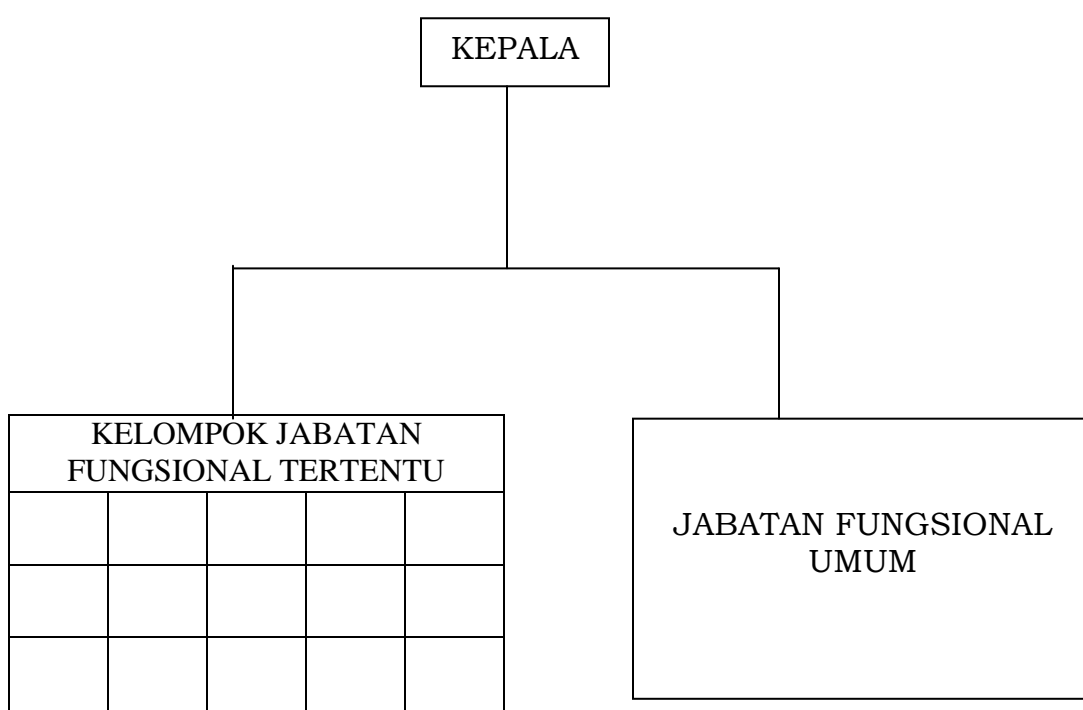 KEPALA
KELOMPOK JABATAN
FUNGSIONAL TERTENTU
JABATAN FUNGSIONAL
UMUM